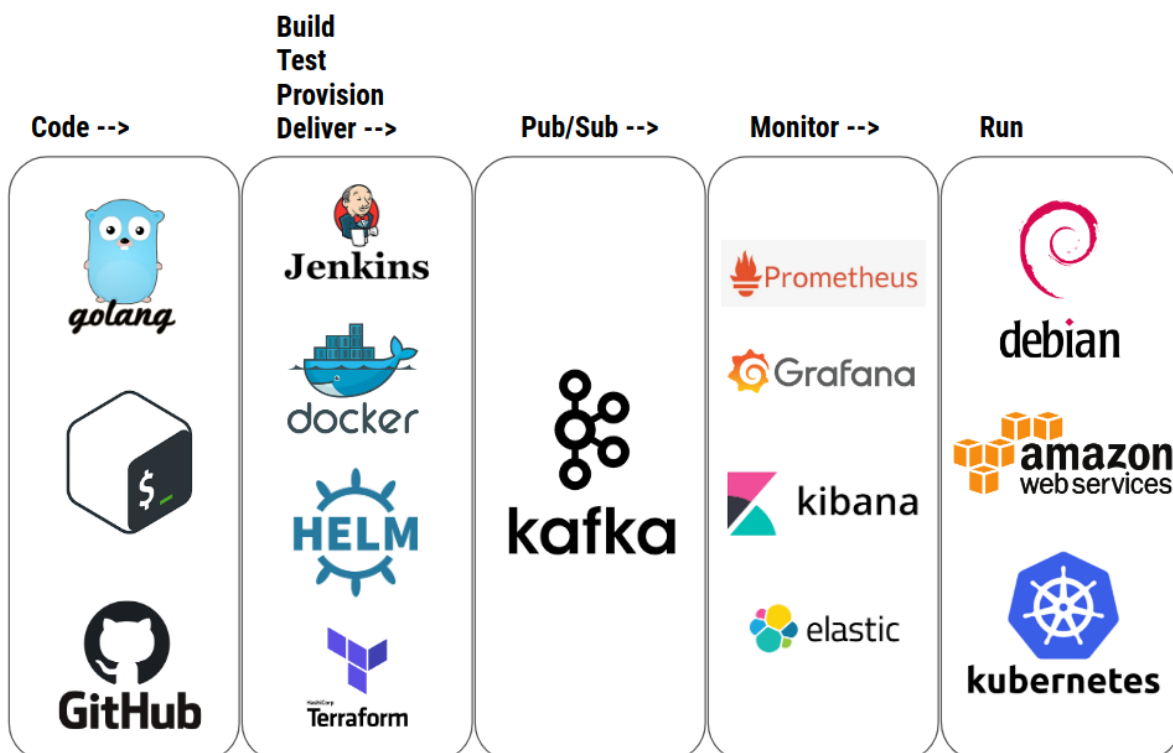 Build
Test
Provision
Deliver -->
Code -->
Pub/Sub -->
Monitor -->
Run
golang
$_
GitHub
Jenkins
docker
HELM
HashiCorp
Terraform
kafka
Prometheus
Grafana
kibana
elastic
debian
amazon
web services
kubernetes